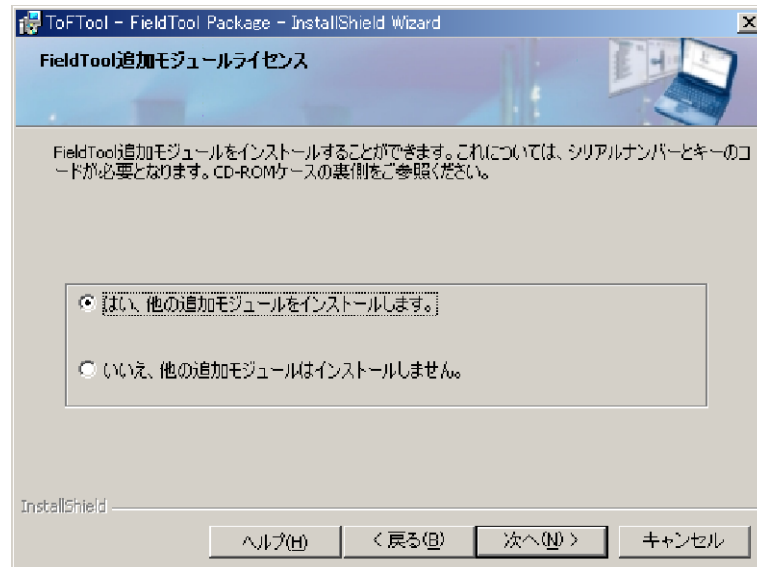 ToFTool - FieldTool Package - InstallShield Wizard
FieldTool追加モジュールライセンス
FieldTool追加モジュールをインストールすることができます。これについては、シリアルナンバーとキーのコ
ードが必要となります。CD-ROMケースの裏側をご参照ください。
はい、他の追加モジュールをインストールします。
いいえ、他の追加モジュールはインストールしません。
InstallShield
ヘルプ(H)
< 戻る(B)
次へ(N) >
キャンセル